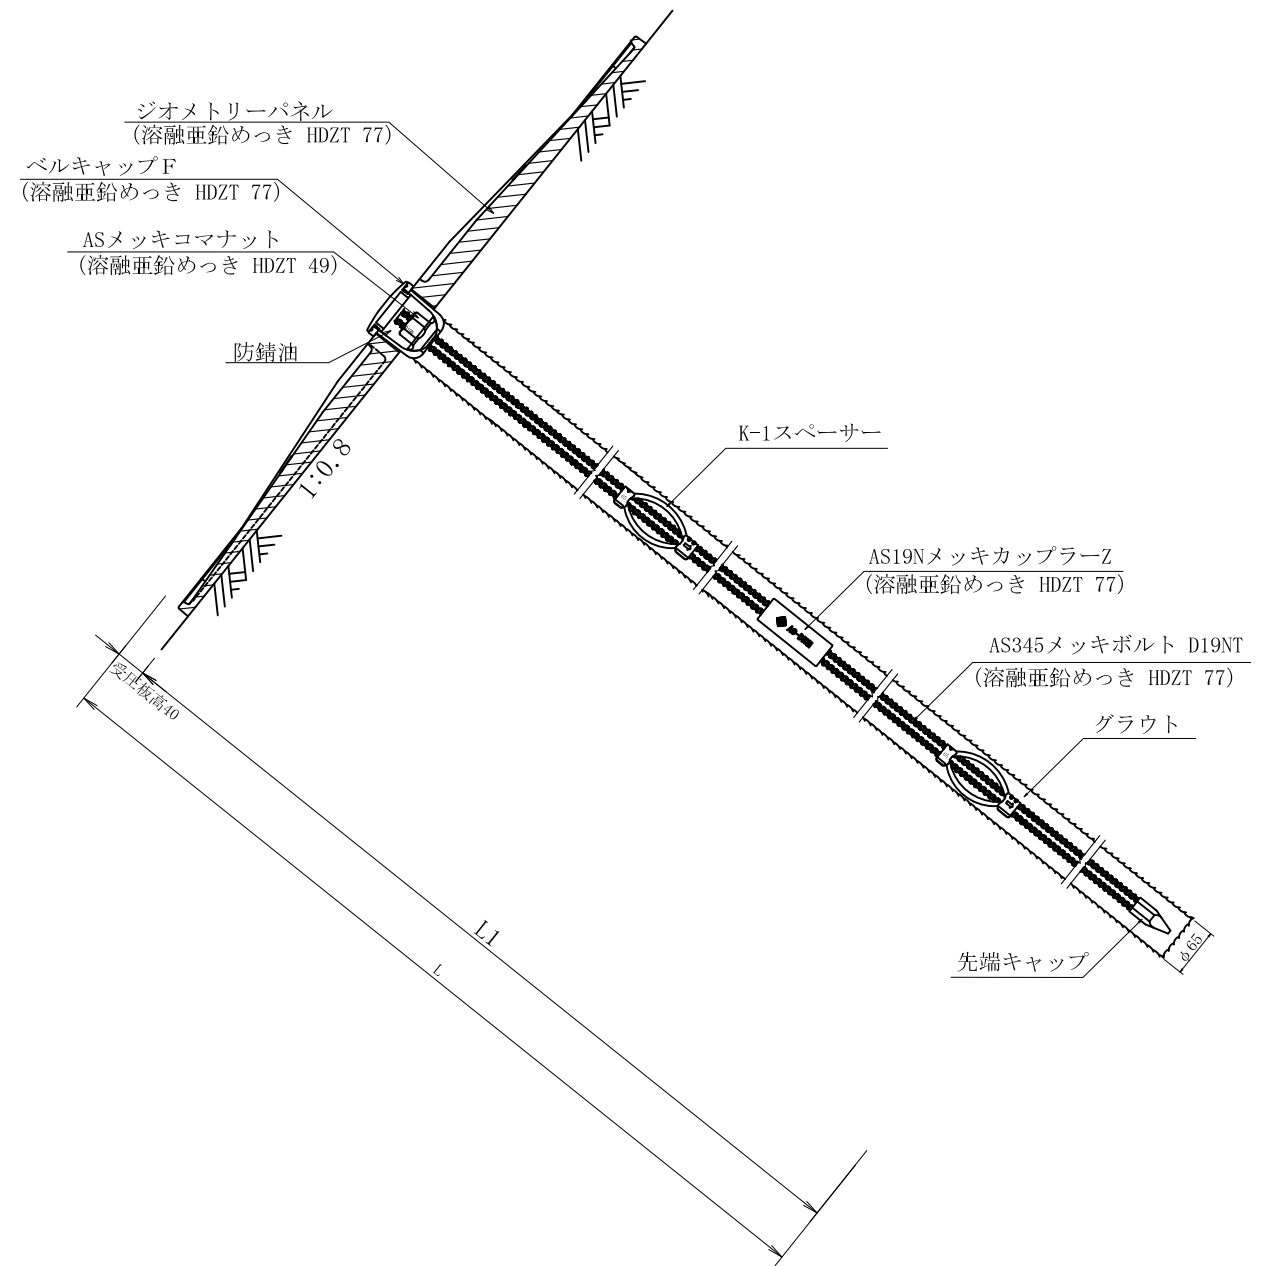 ジオメトリーパネル
(溶融亜鉛めっき HDZT 77)
ベルキャップF
(溶融亜鉛めっき HDZT 77)
ASメッキコマナット
(溶融亜鉛めっき HDZT 49)
防錆油
1:0.8
K-1スペーサー
AS19NメッキカップラーZ
(溶融亜鉛めっき HDZT 77)
AS345メッキボルト D19NT
(溶融亜鉛めっき HDZT 77)
グラウト
受圧板高40
L1
L
先端キャップ
φ65